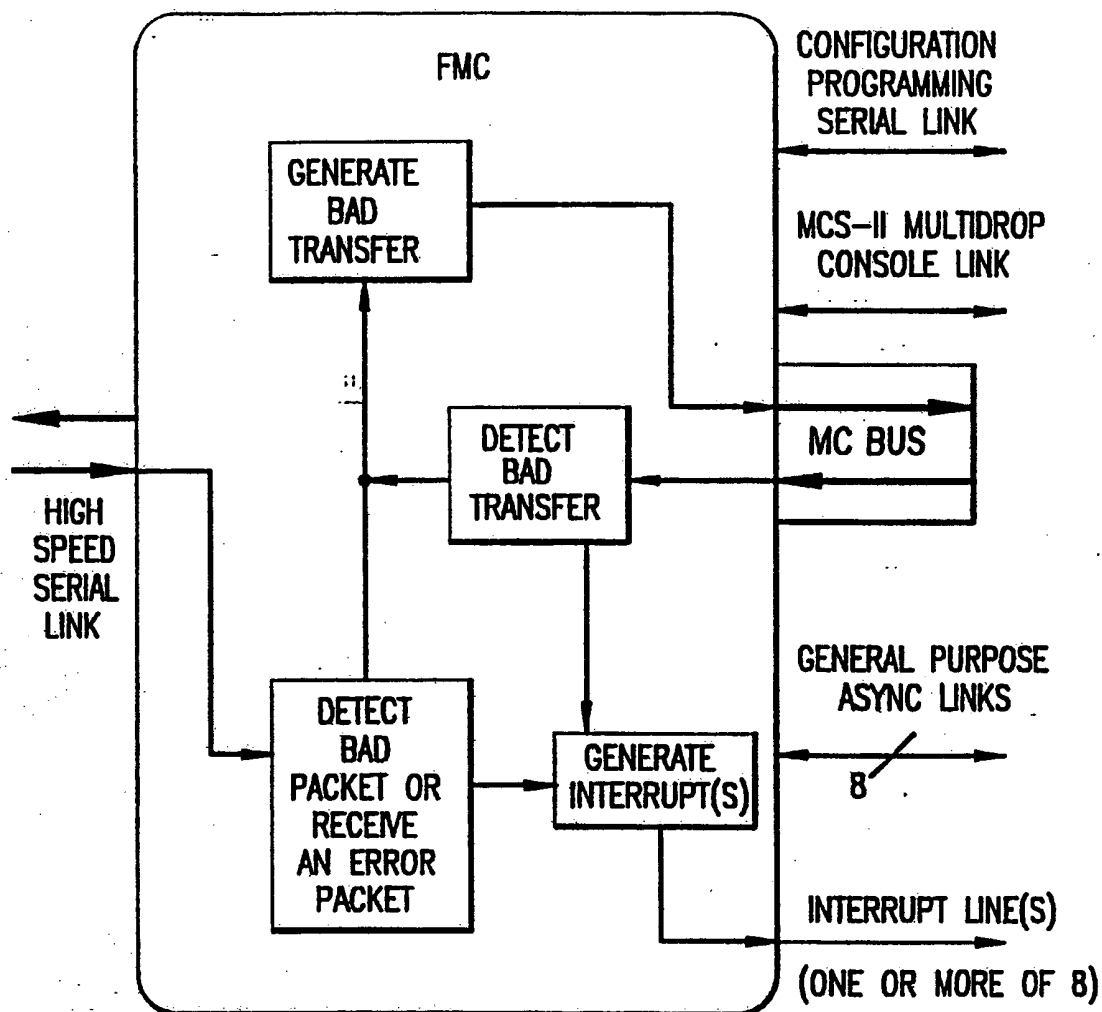 FMC
CONFIGURATION
PROGRAMMING
SERIAL LINK
GENERATE
BAD
TRANSFER
MCS-II MULTIDROP
CONSOLE LINK
MC BUS
DETECT
BAD
TRANSFER
HIGH
SPEED
SERIAL
LINK
GENERAL PURPOSE
ASYNC LINKS
8
DETECT
BAD
PACKET OR
RECEIVE
AN ERROR
PACKET
GENERATE
INTERRUPT(S)
INTERRUPT LINE(S)
(ONE OR MORE OF 8)